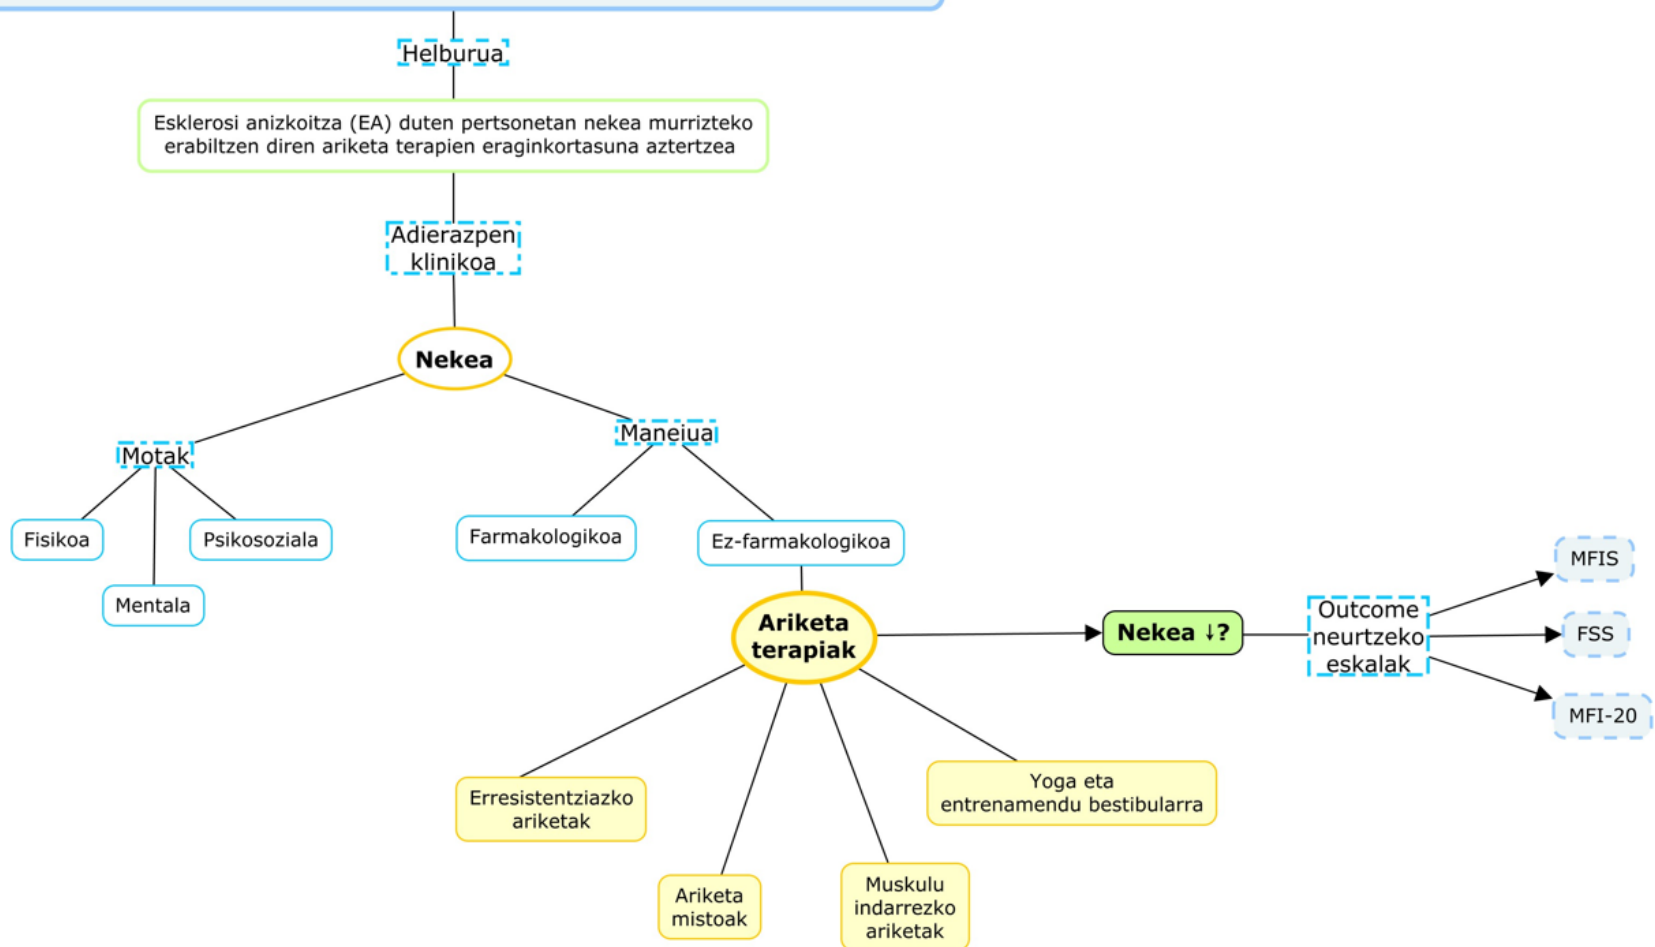 Helburua
Esklerosi anizkoitza (EA) duten pertsonetan nekea murrizteko
erabiltzen diren ariketa terapien eraginkortasuna aztertzea
Adierazpen
klinikoa
Nekea
Motak
Maneiua
Fisikoa
Mentala
Psikosoziala
Farmakologikoa
Ez-farmakologikoa
Ariketa
terapiak
Nekea ↓?
Outcome
neurtzeko
eskalak
MFIS
FSS
MFI-20
Erresistentziazko
ariketak
Ariketa
mistoak
Muskulu
indarrezko
ariketak
Yoga eta
entrenamendu bestibularra